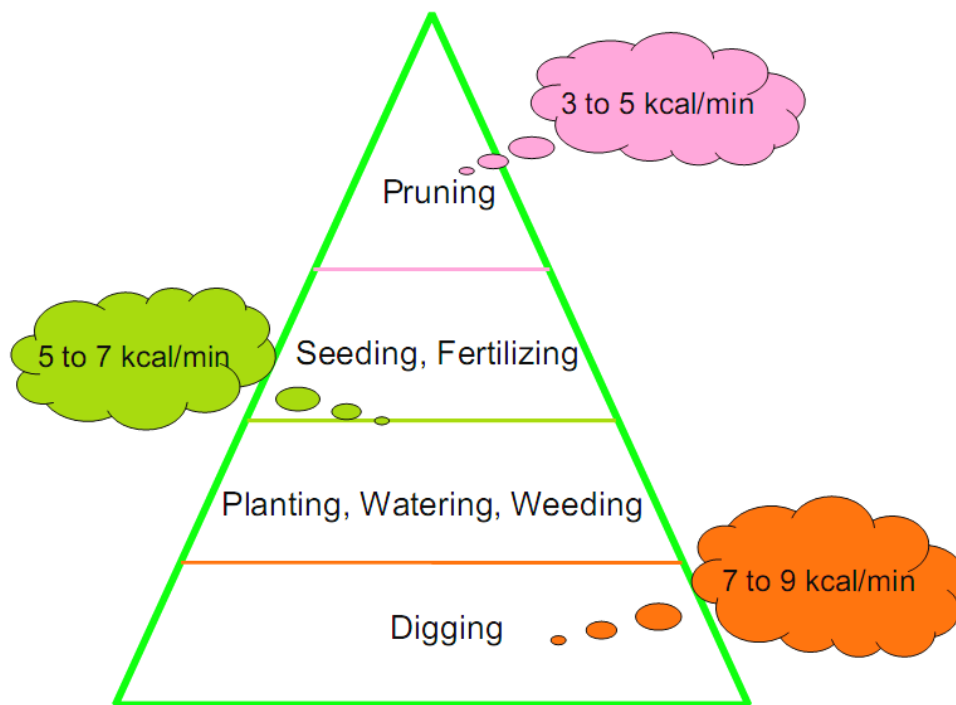 3 to 5 kcal/min
Pruning
5 to 7 kcal/min
Seeding, Fertilizing
Planting, Watering, Weeding
7 to 9 kcal/min
Digging